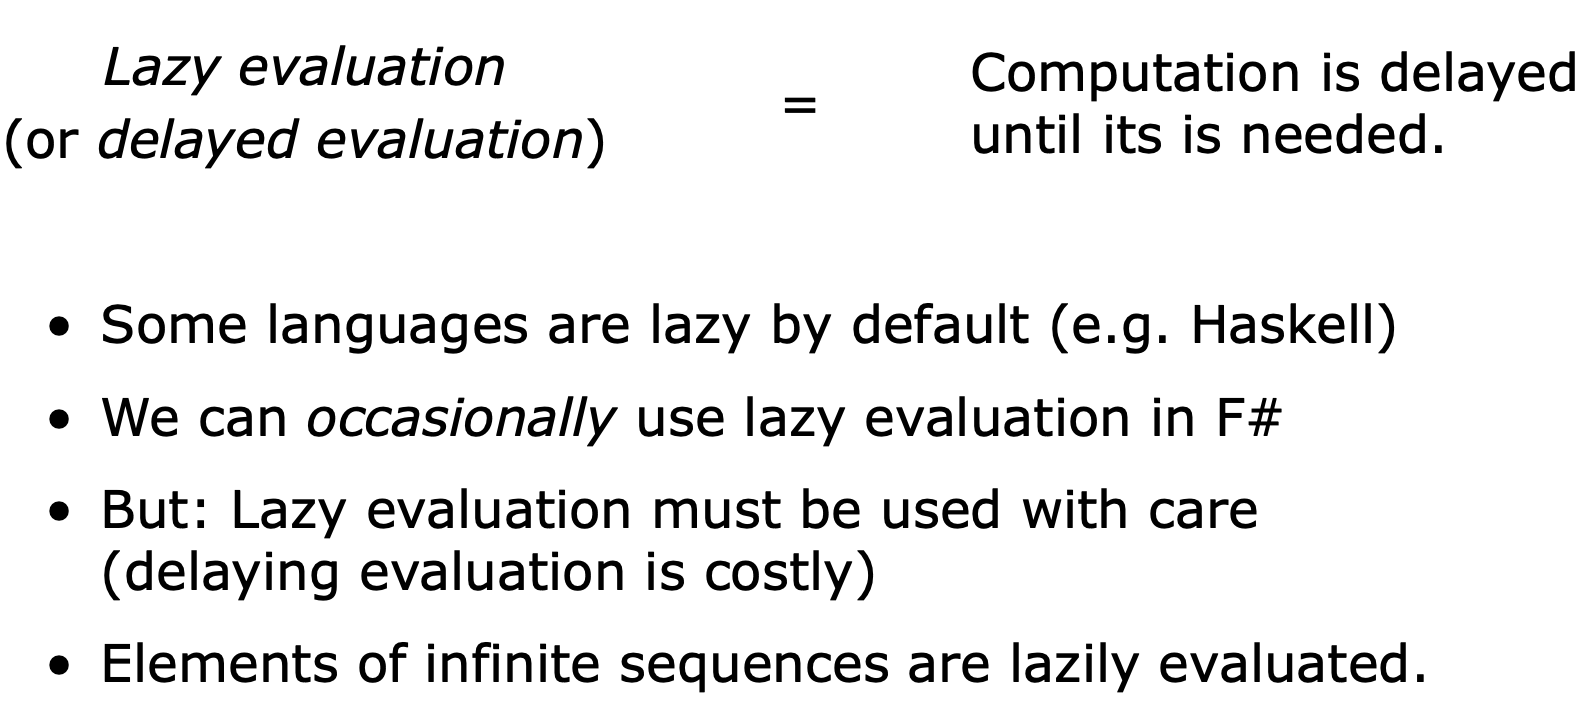 Lazy evaluation
(or delayed evaluation)
=
Computation is delayed
until its is needed.
• Some languages are lazy by default (e.g. Haskell)
• We can occasionally use lazy evaluation in F#
• But: Lazy evaluation must be used with care
(delaying evaluation is costly)
• Elements of infinite sequences are lazily evaluated.